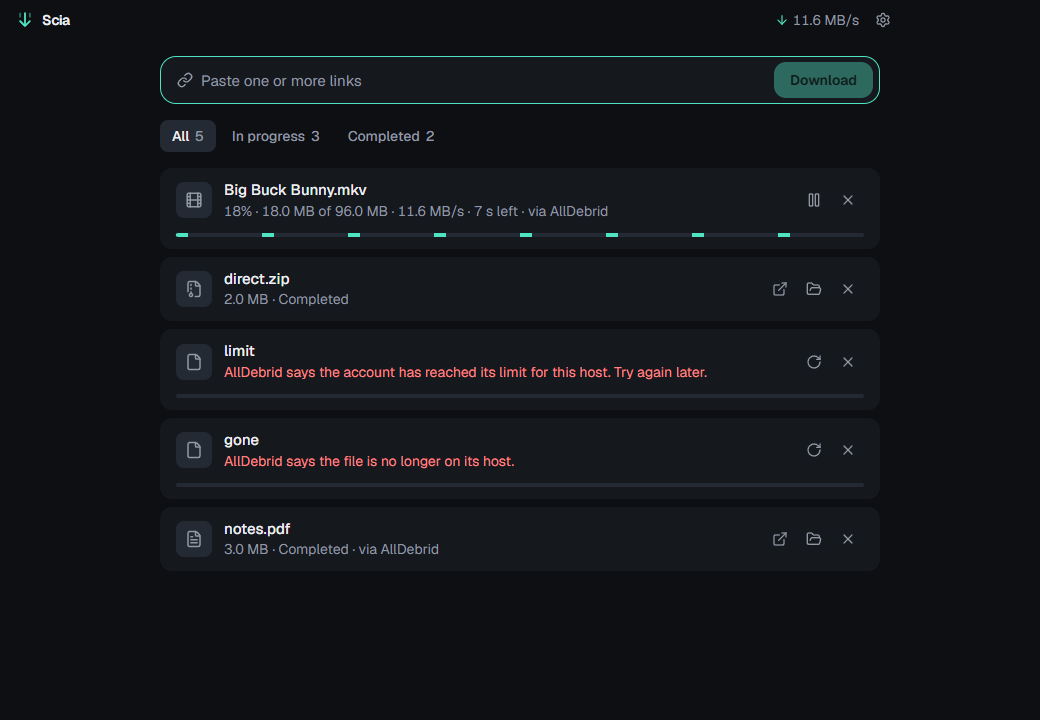 Scia
11.6 MB/s
Paste one or more links
Download
All 5
In progress 3
Completed 2
Big Buck Bunny.mkv
18% · 18.0 MB of 96.0 MB · 11.6 MB/s · 7 s left · via AllDebrid
direct.zip
2.0 MB · Completed
limit
AllDebrid says the account has reached its limit for this host. Try again later.
gone
AllDebrid says the file is no longer on its host.
notes.pdf
3.0 MB · Completed · via AllDebrid